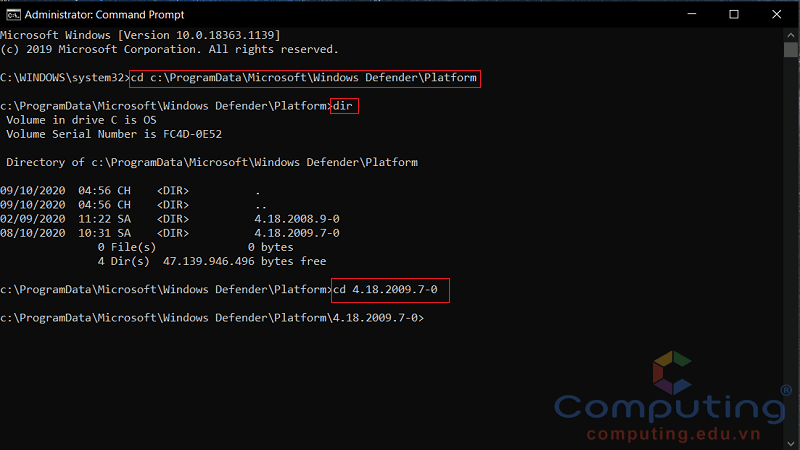 Administrator: Command Prompt
Microsoft Windows [Version 10.0.18363.1139]
(c) 2019 Microsoft Corporation. All rights reserved.
C:\WINDOWS\system32>cd c:\ProgramData\Microsoft\Windows Defender\Platform
c:\ProgramData\Microsoft\Windows Defender\Platform>dir
Volume in drive C is OS
Volume Serial Number is FC4D-0E52
Directory of c:\ProgramData\Microsoft\Windows Defender\Platform
09/10/2020  04:56 CH    <DIR>          .
09/10/2020  04:56 CH    <DIR>          ..
02/09/2020  11:22 SA    <DIR>          4.18.2008.9-0
08/10/2020  10:31 SA    <DIR>          4.18.2009.7-0
0 File(s)              0 bytes
4 Dir(s)  47.139.946.496 bytes free
c:\ProgramData\Microsoft\Windows Defender\Platform>cd 4.18.2009.7-0
c:\ProgramData\Microsoft\Windows Defender\Platform\4.18.2009.7-0>
Computing®
computing.edu.vn